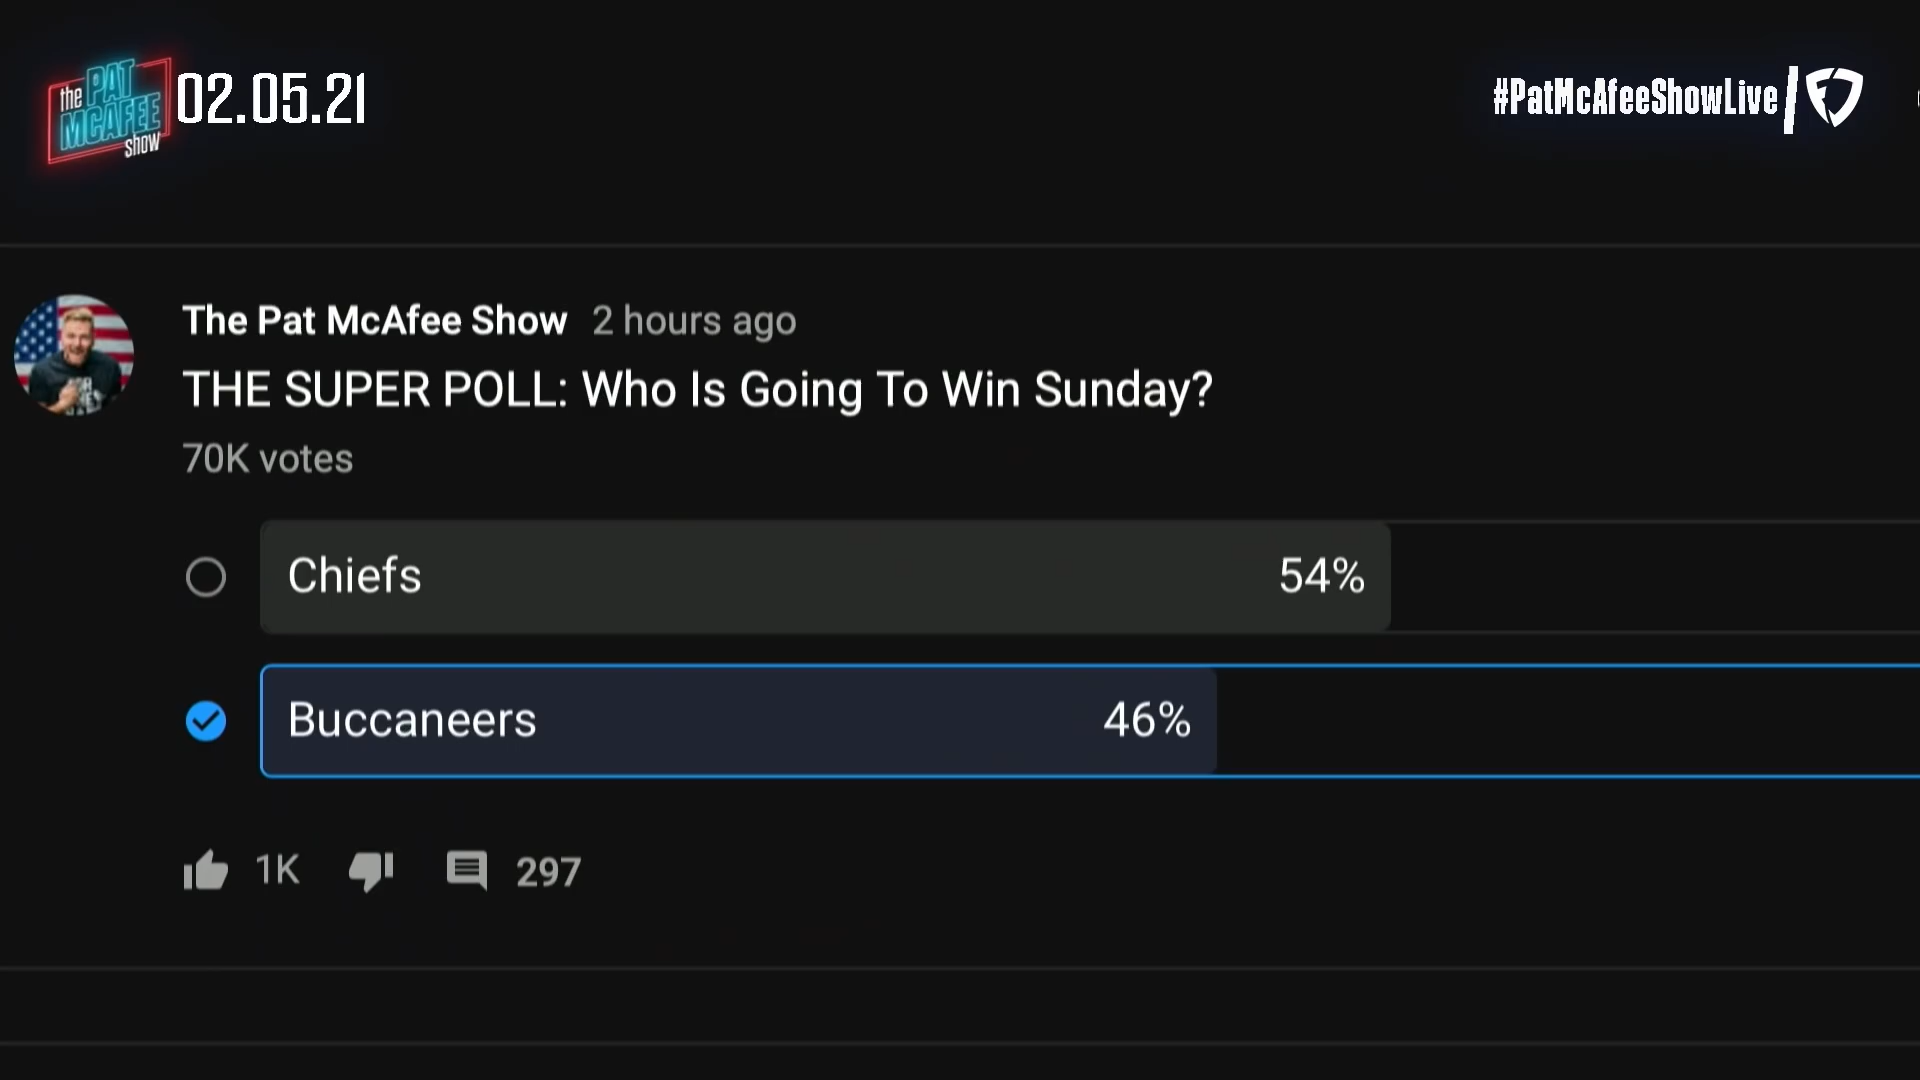 the PAT MCAFEE show
02.05.21
#PatMcAfeeShowLive
The Pat McAfee Show 2 hours ago
THE SUPER POLL: Who Is Going To Win Sunday?
70K votes
Chiefs 54%
Buccaneers 46%
1K 297